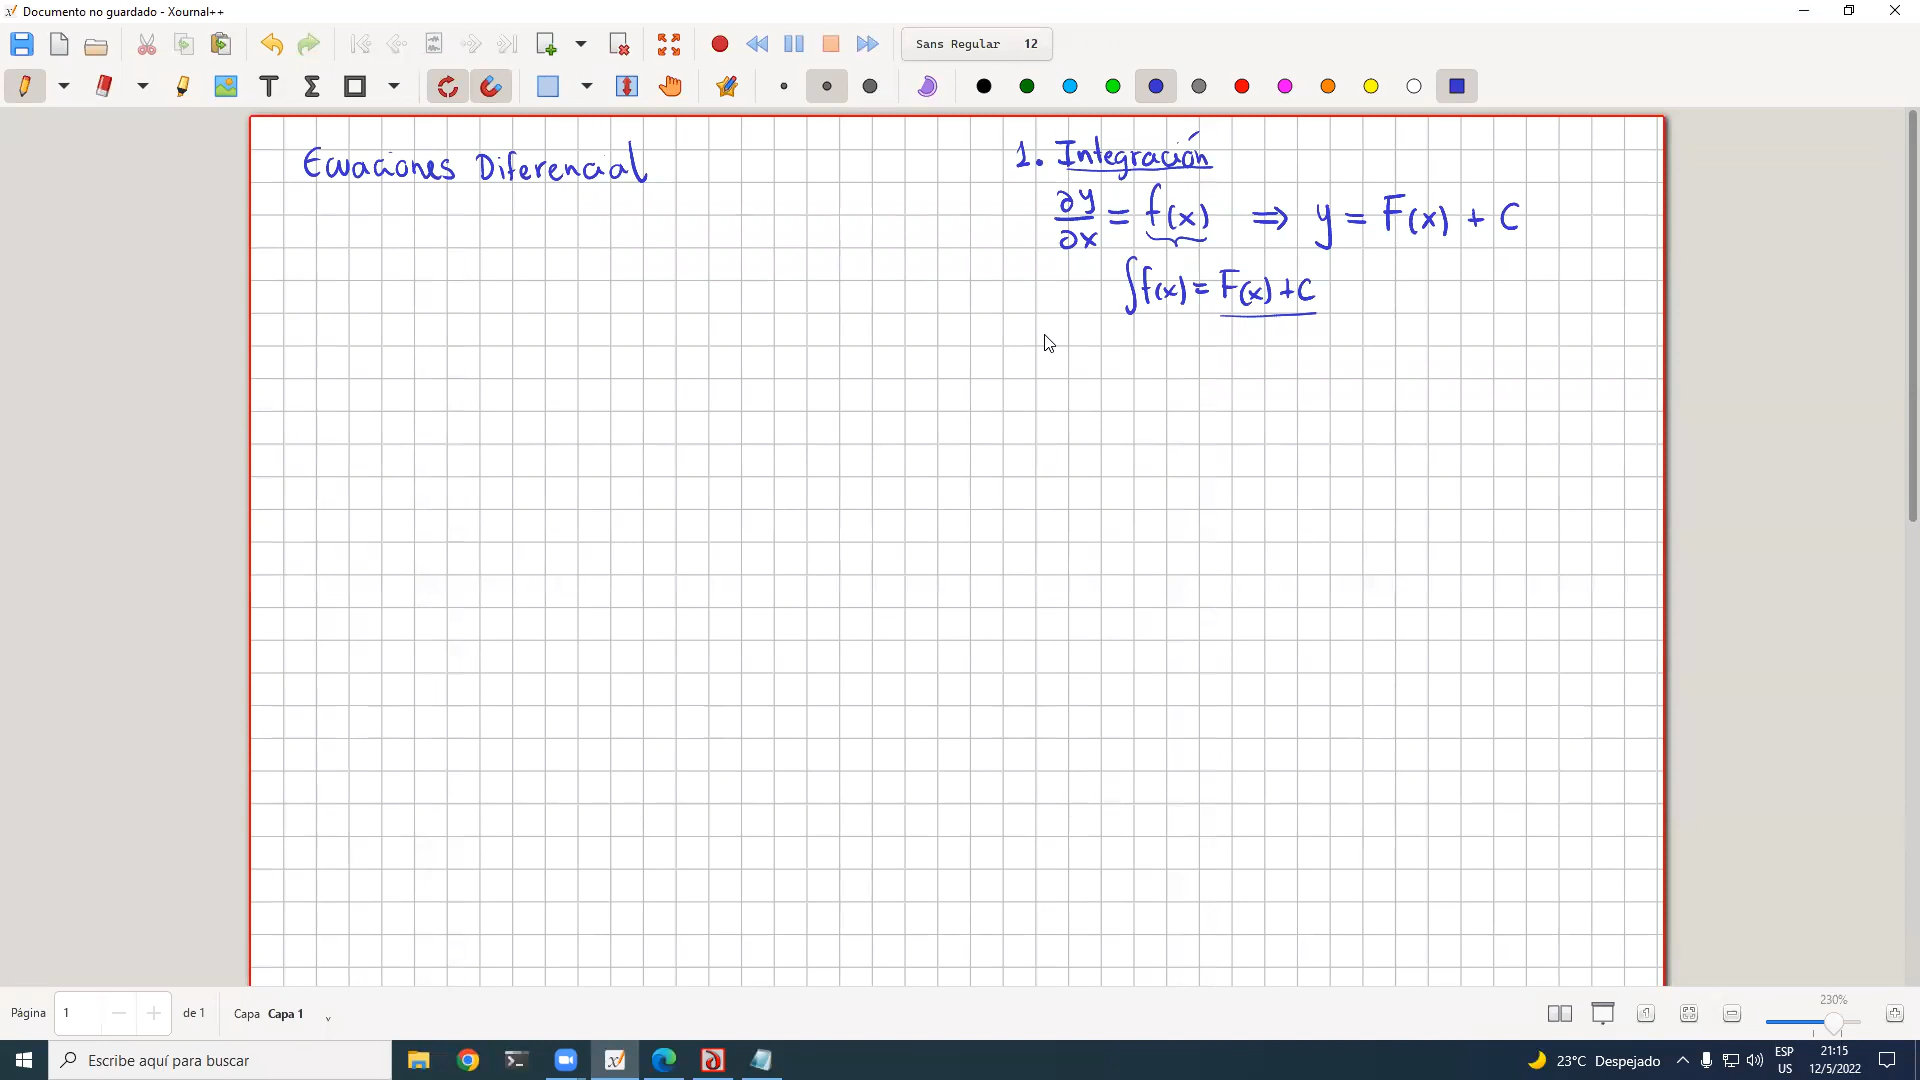 Documento no guardado - Xournal++
Sans Regular 12
Ecuaciones Diferencial
1. Integración
∂y/∂x = f(x) ⇒ y = F(x) + C
∫f(x) = F(x) + C
Página 1 de 1 Capa Capa 1
230%
Escribe aquí para buscar
23°C Despejado
ESP
US
21:15
12/5/2022